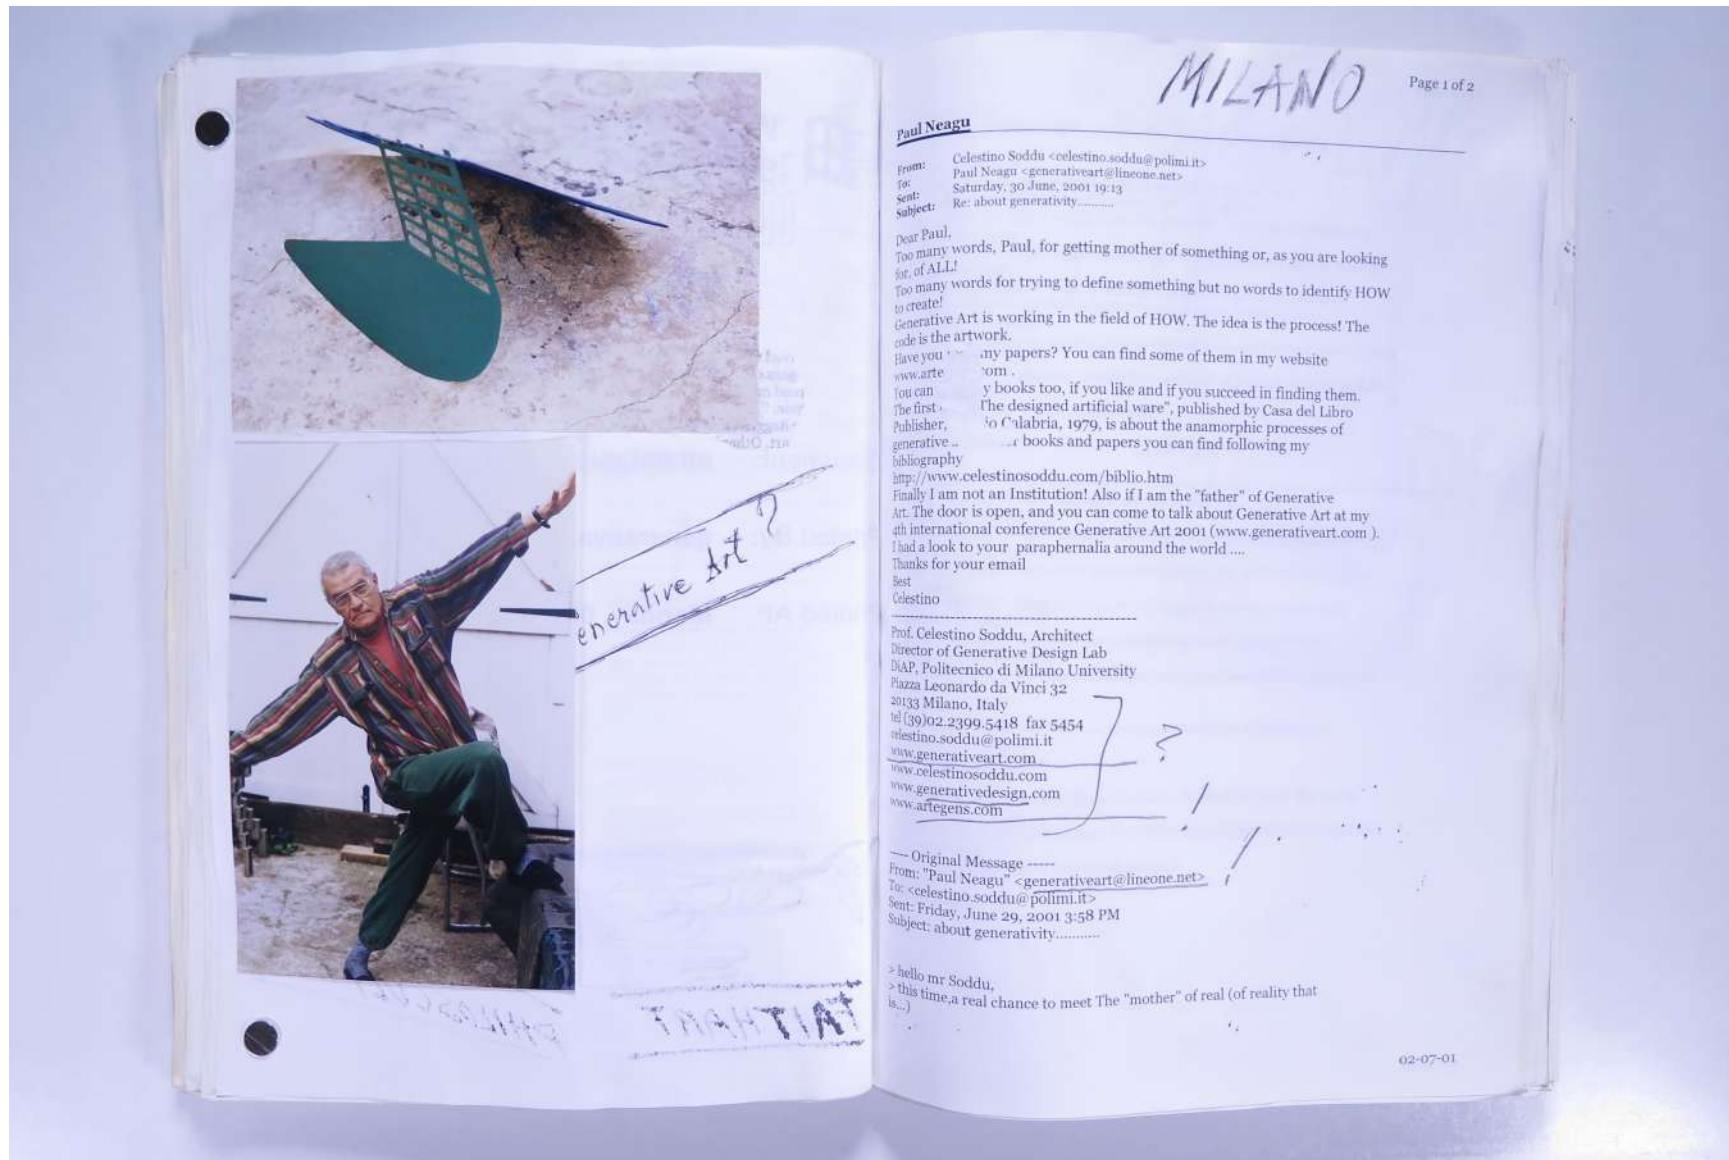 enerative Art ?
MILANO
Page 1 of 2
Paul Neagu
From: Celestino Soddu <celestino.soddu@polimi.it>
To: Paul Neagu <generativeart@lineone.net>
Sent: Saturday, 30 June, 2001 19:13
Subject: Re: about generativity...........
Dear Paul,
Too many words, Paul, for getting mother of something or, as you are looking
for, of ALL!
Too many words for trying to define something but no words to identify HOW
to create!
Generative Art is working in the field of HOW. The idea is the process! The
code is the artwork.
Have you my papers? You can find some of them in my website
www.arte om .
You can y books too, if you like and if you succeed in finding them.
The first The designed artificial ware", published by Casa del Libro
Publisher, io Calabria, 1979, is about the anamorphic processes of
generative .. r books and papers you can find following my
bibliography
http://www.celestinosoddu.com/biblio.htm
Finally I am not an Institution! Also if I am the "father" of Generative
Art. The door is open, and you can come to talk about Generative Art at my
4th international conference Generative Art 2001 (www.generativeart.com ).
I had a look to your paraphernalia around the world ....
Thanks for your email
Best
Celestino
------------------------------------------
Prof. Celestino Soddu, Architect
Director of Generative Design Lab
DiAP, Politecnico di Milano University
Piazza Leonardo da Vinci 32
20133 Milano, Italy
tel (39)02.2399.5418 fax 5454
celestino.soddu@polimi.it
www.generativeart.com
www.celestinosoddu.com
www.generativedesign.com
www.artegens.com
? ! !
----- Original Message -----
From: "Paul Neagu" <generativeart@lineone.net>
To: <celestino.soddu@polimi.it>
Sent: Friday, June 29, 2001 3:58 PM
Subject: about generativity...........
> hello mr Soddu,
> this time,a real chance to meet The "mother" of real (of reality that
is...)
02-07-01